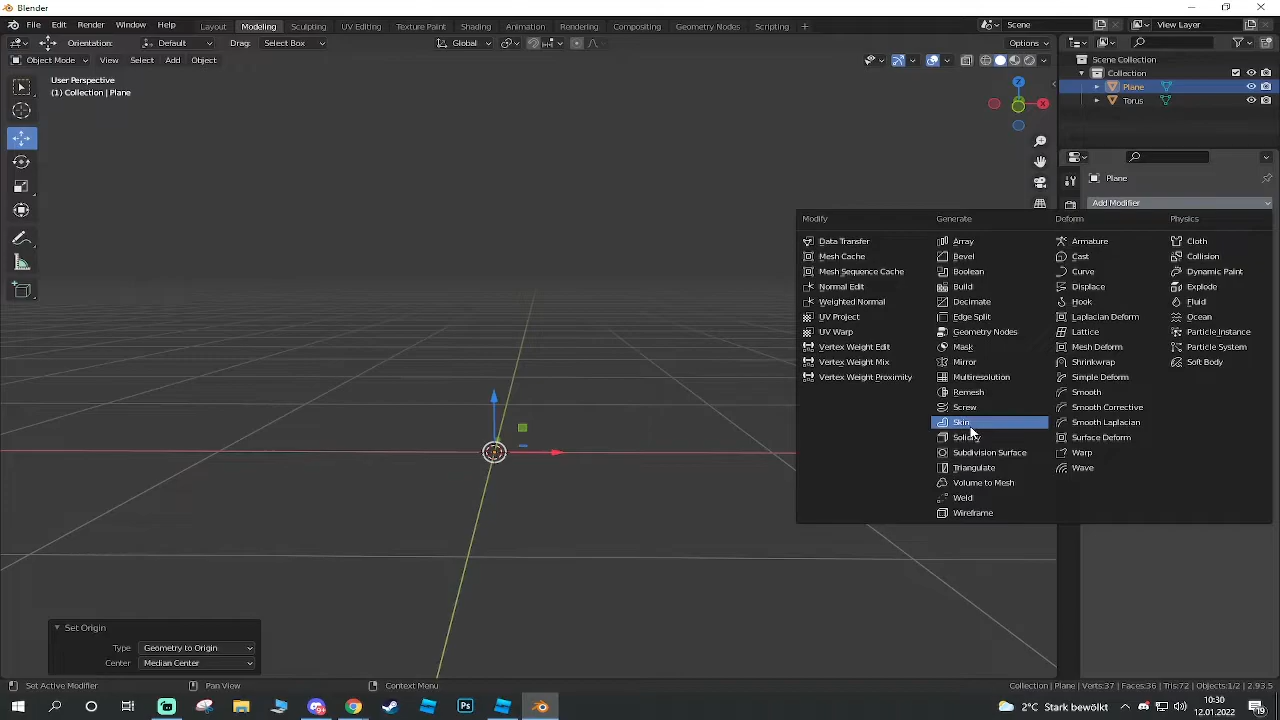 Blender
File Edit Render Window Help Layout Modeling Sculpting UV Editing Texture Paint Shading Animation Rendering Compositing Geometry Nodes Scripting + Scene View Layer
Orientation: Default Drag: Select Box Global Options
Object Mode View Select Add Object
User Perspective
(1) Collection | Plane
Z
X
Scene Collection
Collection
Plane
Torus
Plane
Add Modifier
Modify Generate Deform Physics
Data Transfer Array Armature Cloth
Mesh Cache Bevel Cast Collision
Mesh Sequence Cache Boolean Curve Dynamic Paint
Normal Edit Build Displace Explode
Weighted Normal Decimate Hook Fluid
UV Project Edge Split Laplacian Deform Ocean
UV Warp Geometry Nodes Lattice Particle Instance
Vertex Weight Edit Mask Mesh Deform Particle System
Vertex Weight Mix Mirror Shrinkwrap Soft Body
Vertex Weight Proximity Multiresolution Simple Deform
Remesh Smooth
Screw Smooth Corrective
Skin Smooth Laplacian
Solidify Surface Deform
Subdivision Surface Warp
Triangulate Wave
Volume to Mesh
Weld
Wireframe
Set Origin
Type Geometry to Origin
Center Median Center
Set Active Modifier Pan View Context Menu Collection | Plane Verts:37 | Faces:36 | Tris:72 | Objects:1/2 | 2.93.5
Ps 2°C Stark bewölkt 10:30
12.01.2022